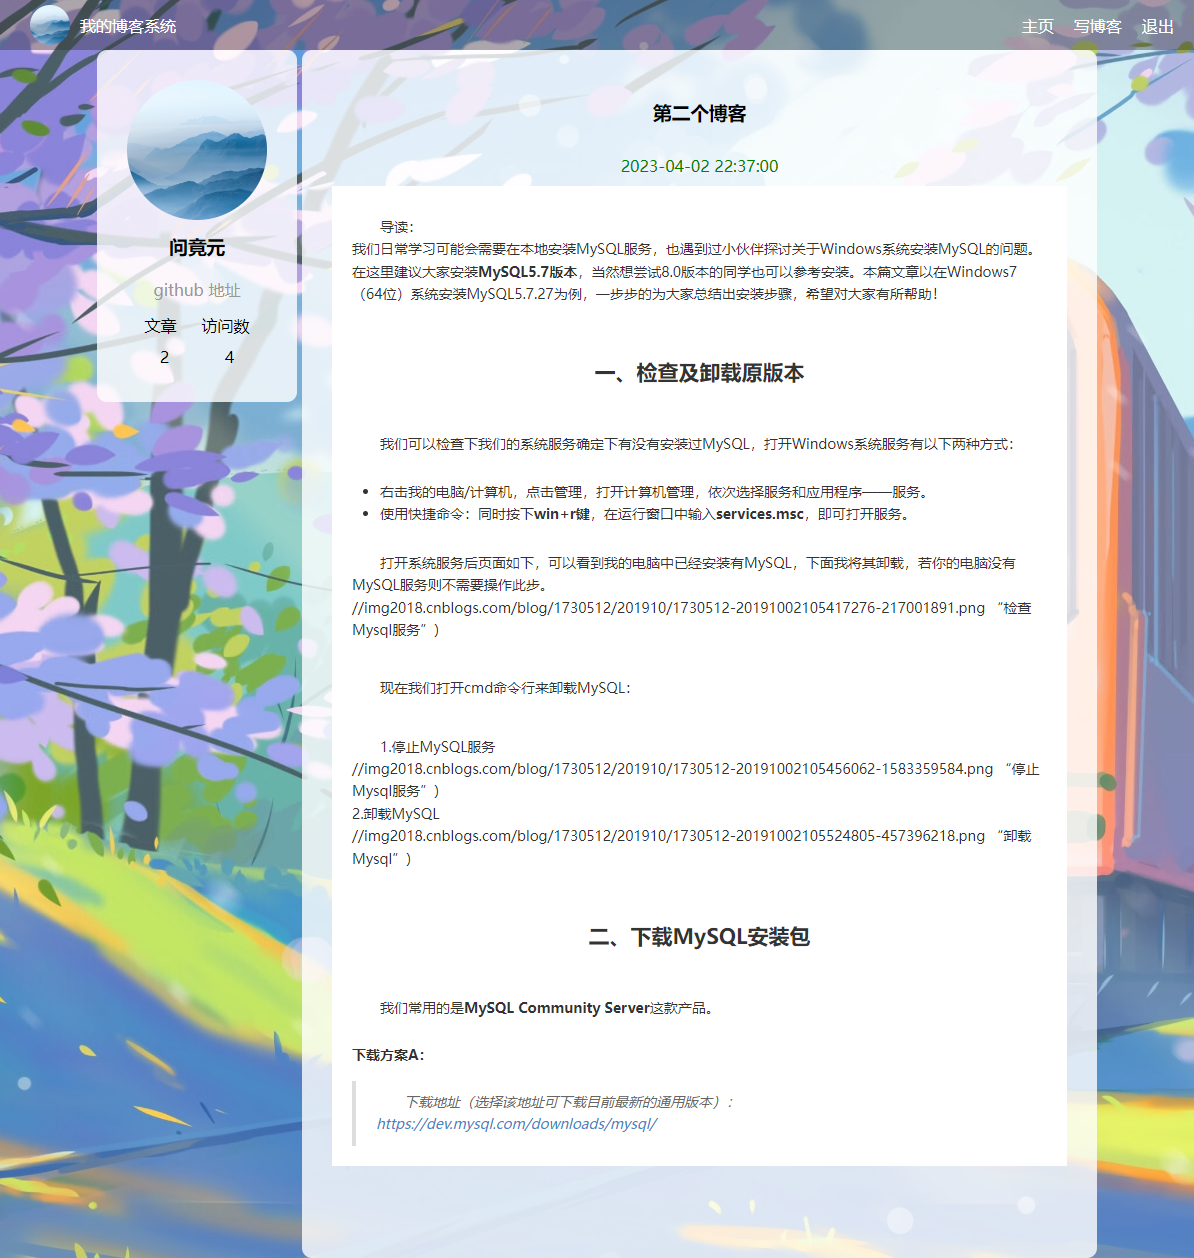 我的博客系统
主页 写博客 退出
问竟元
github 地址
文章 访问数
2 4
第二个博客
2023-04-02 22:37:00
导读：
我们日常学习可能会需要在本地安装MySQL服务，也遇到过小伙伴探讨关于Windows系统安装MySQL的问题。
在这里建议大家安装MySQL5.7版本，当然想尝试8.0版本的同学也可以参考安装。本篇文章以在Windows7
（64位）系统安装MySQL5.7.27为例，一步步的为大家总结出安装步骤，希望对大家有所帮助！
一、检查及卸载原版本
我们可以检查下我们的系统服务确定下有没有安装过MySQL，打开Windows系统服务有以下两种方式：
• 右击我的电脑/计算机，点击管理，打开计算机管理，依次选择服务和应用程序——服务。
• 使用快捷命令：同时按下win+r键，在运行窗口中输入services.msc，即可打开服务。
打开系统服务后页面如下，可以看到我的电脑中已经安装有MySQL，下面我将其卸载，若你的电脑没有
MySQL服务则不需要操作此步。
//img2018.cnblogs.com/blog/1730512/201910/1730512-20191002105417276-217001891.png “检查
Mysql服务”)
现在我们打开cmd命令行来卸载MySQL：
1.停止MySQL服务
//img2018.cnblogs.com/blog/1730512/201910/1730512-20191002105456062-1583359584.png “停止
Mysql服务”)
2.卸载MySQL
//img2018.cnblogs.com/blog/1730512/201910/1730512-20191002105524805-457396218.png “卸载
Mysql”)
二、下载MySQL安装包
我们常用的是MySQL Community Server这款产品。
下载方案A：
下载地址（选择该地址可下载目前最新的通用版本）：
https://dev.mysql.com/downloads/mysql/